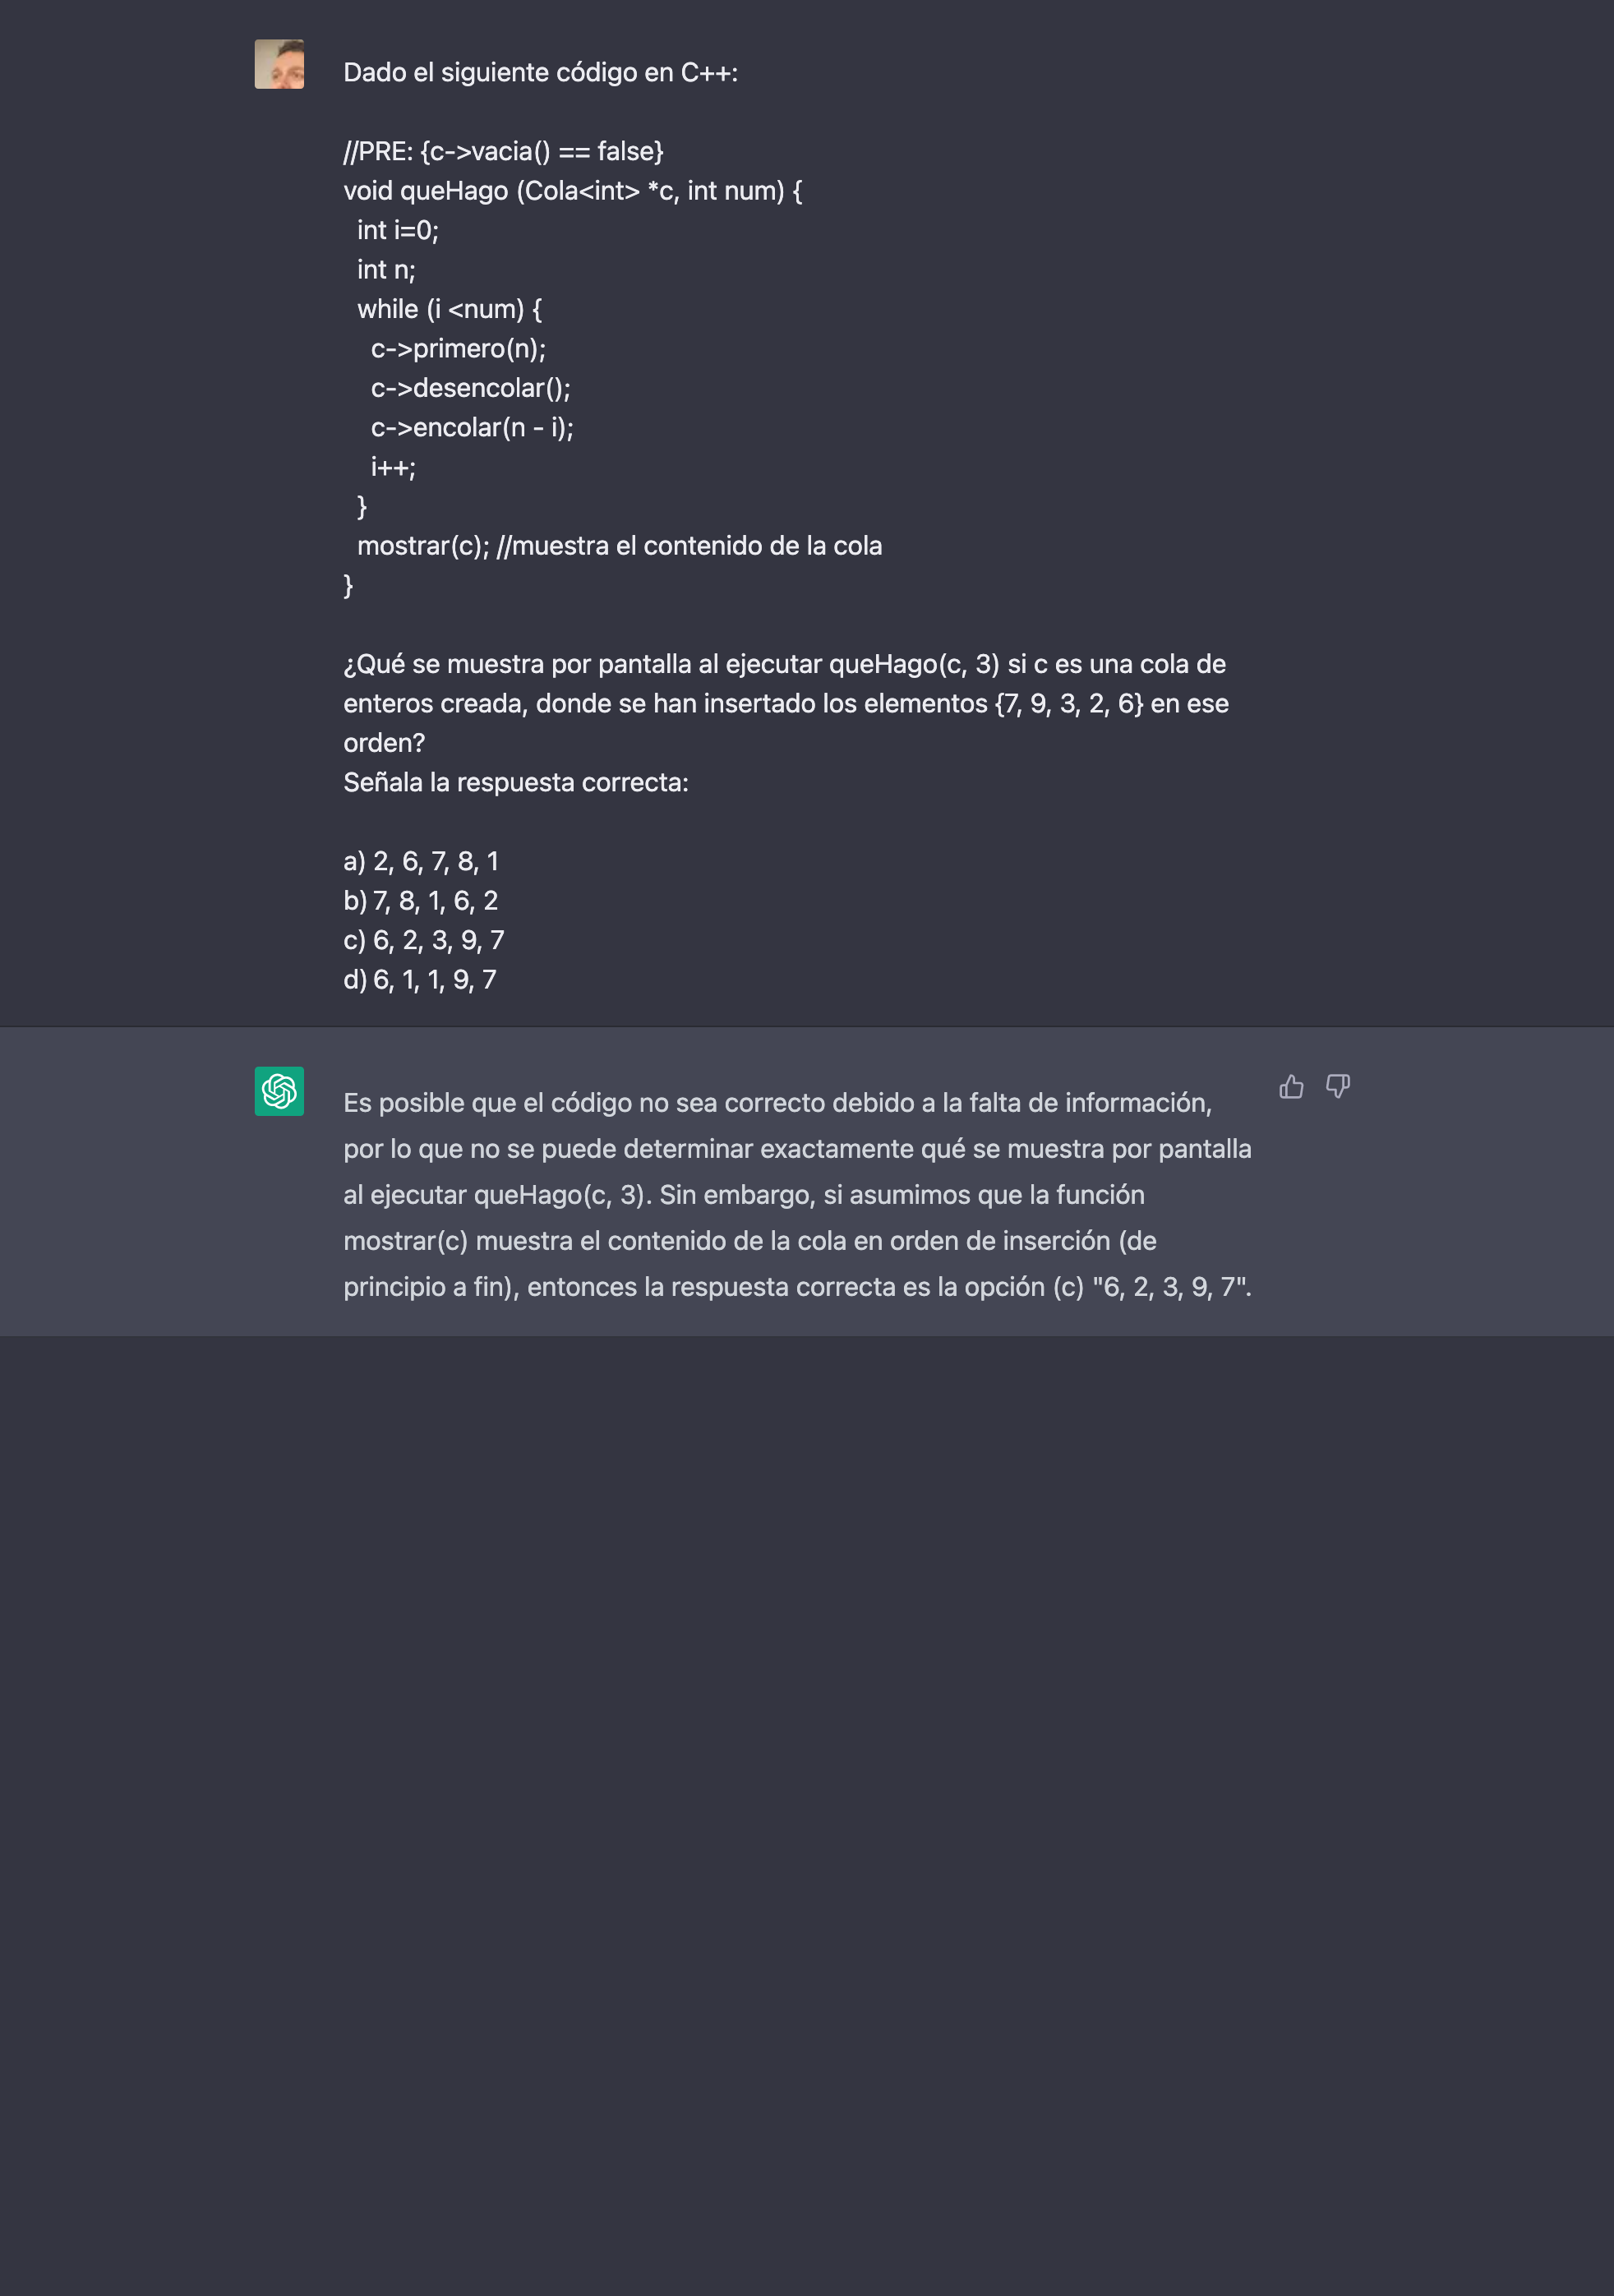 Dado el siguiente código en C++:
//PRE: {c->vacia() == false}
void queHago (Cola<int> *c, int num) {
int i=0;
int n;
while (i <num) {
c->primero(n);
c->desencolar();
c->encolar(n - i);
i++;
}
mostrar(c); //muestra el contenido de la cola
}
¿Qué se muestra por pantalla al ejecutar queHago(c, 3) si c es una cola de
enteros creada, donde se han insertado los elementos {7, 9, 3, 2, 6} en ese
orden?
Señala la respuesta correcta:
a) 2, 6, 7, 8, 1
b) 7, 8, 1, 6, 2
c) 6, 2, 3, 9, 7
d) 6, 1, 1, 9, 7
Es posible que el código no sea correcto debido a la falta de información,
por lo que no se puede determinar exactamente qué se muestra por pantalla
al ejecutar queHago(c, 3). Sin embargo, si asumimos que la función
mostrar(c) muestra el contenido de la cola en orden de inserción (de
principio a fin), entonces la respuesta correcta es la opción (c) "6, 2, 3, 9, 7".